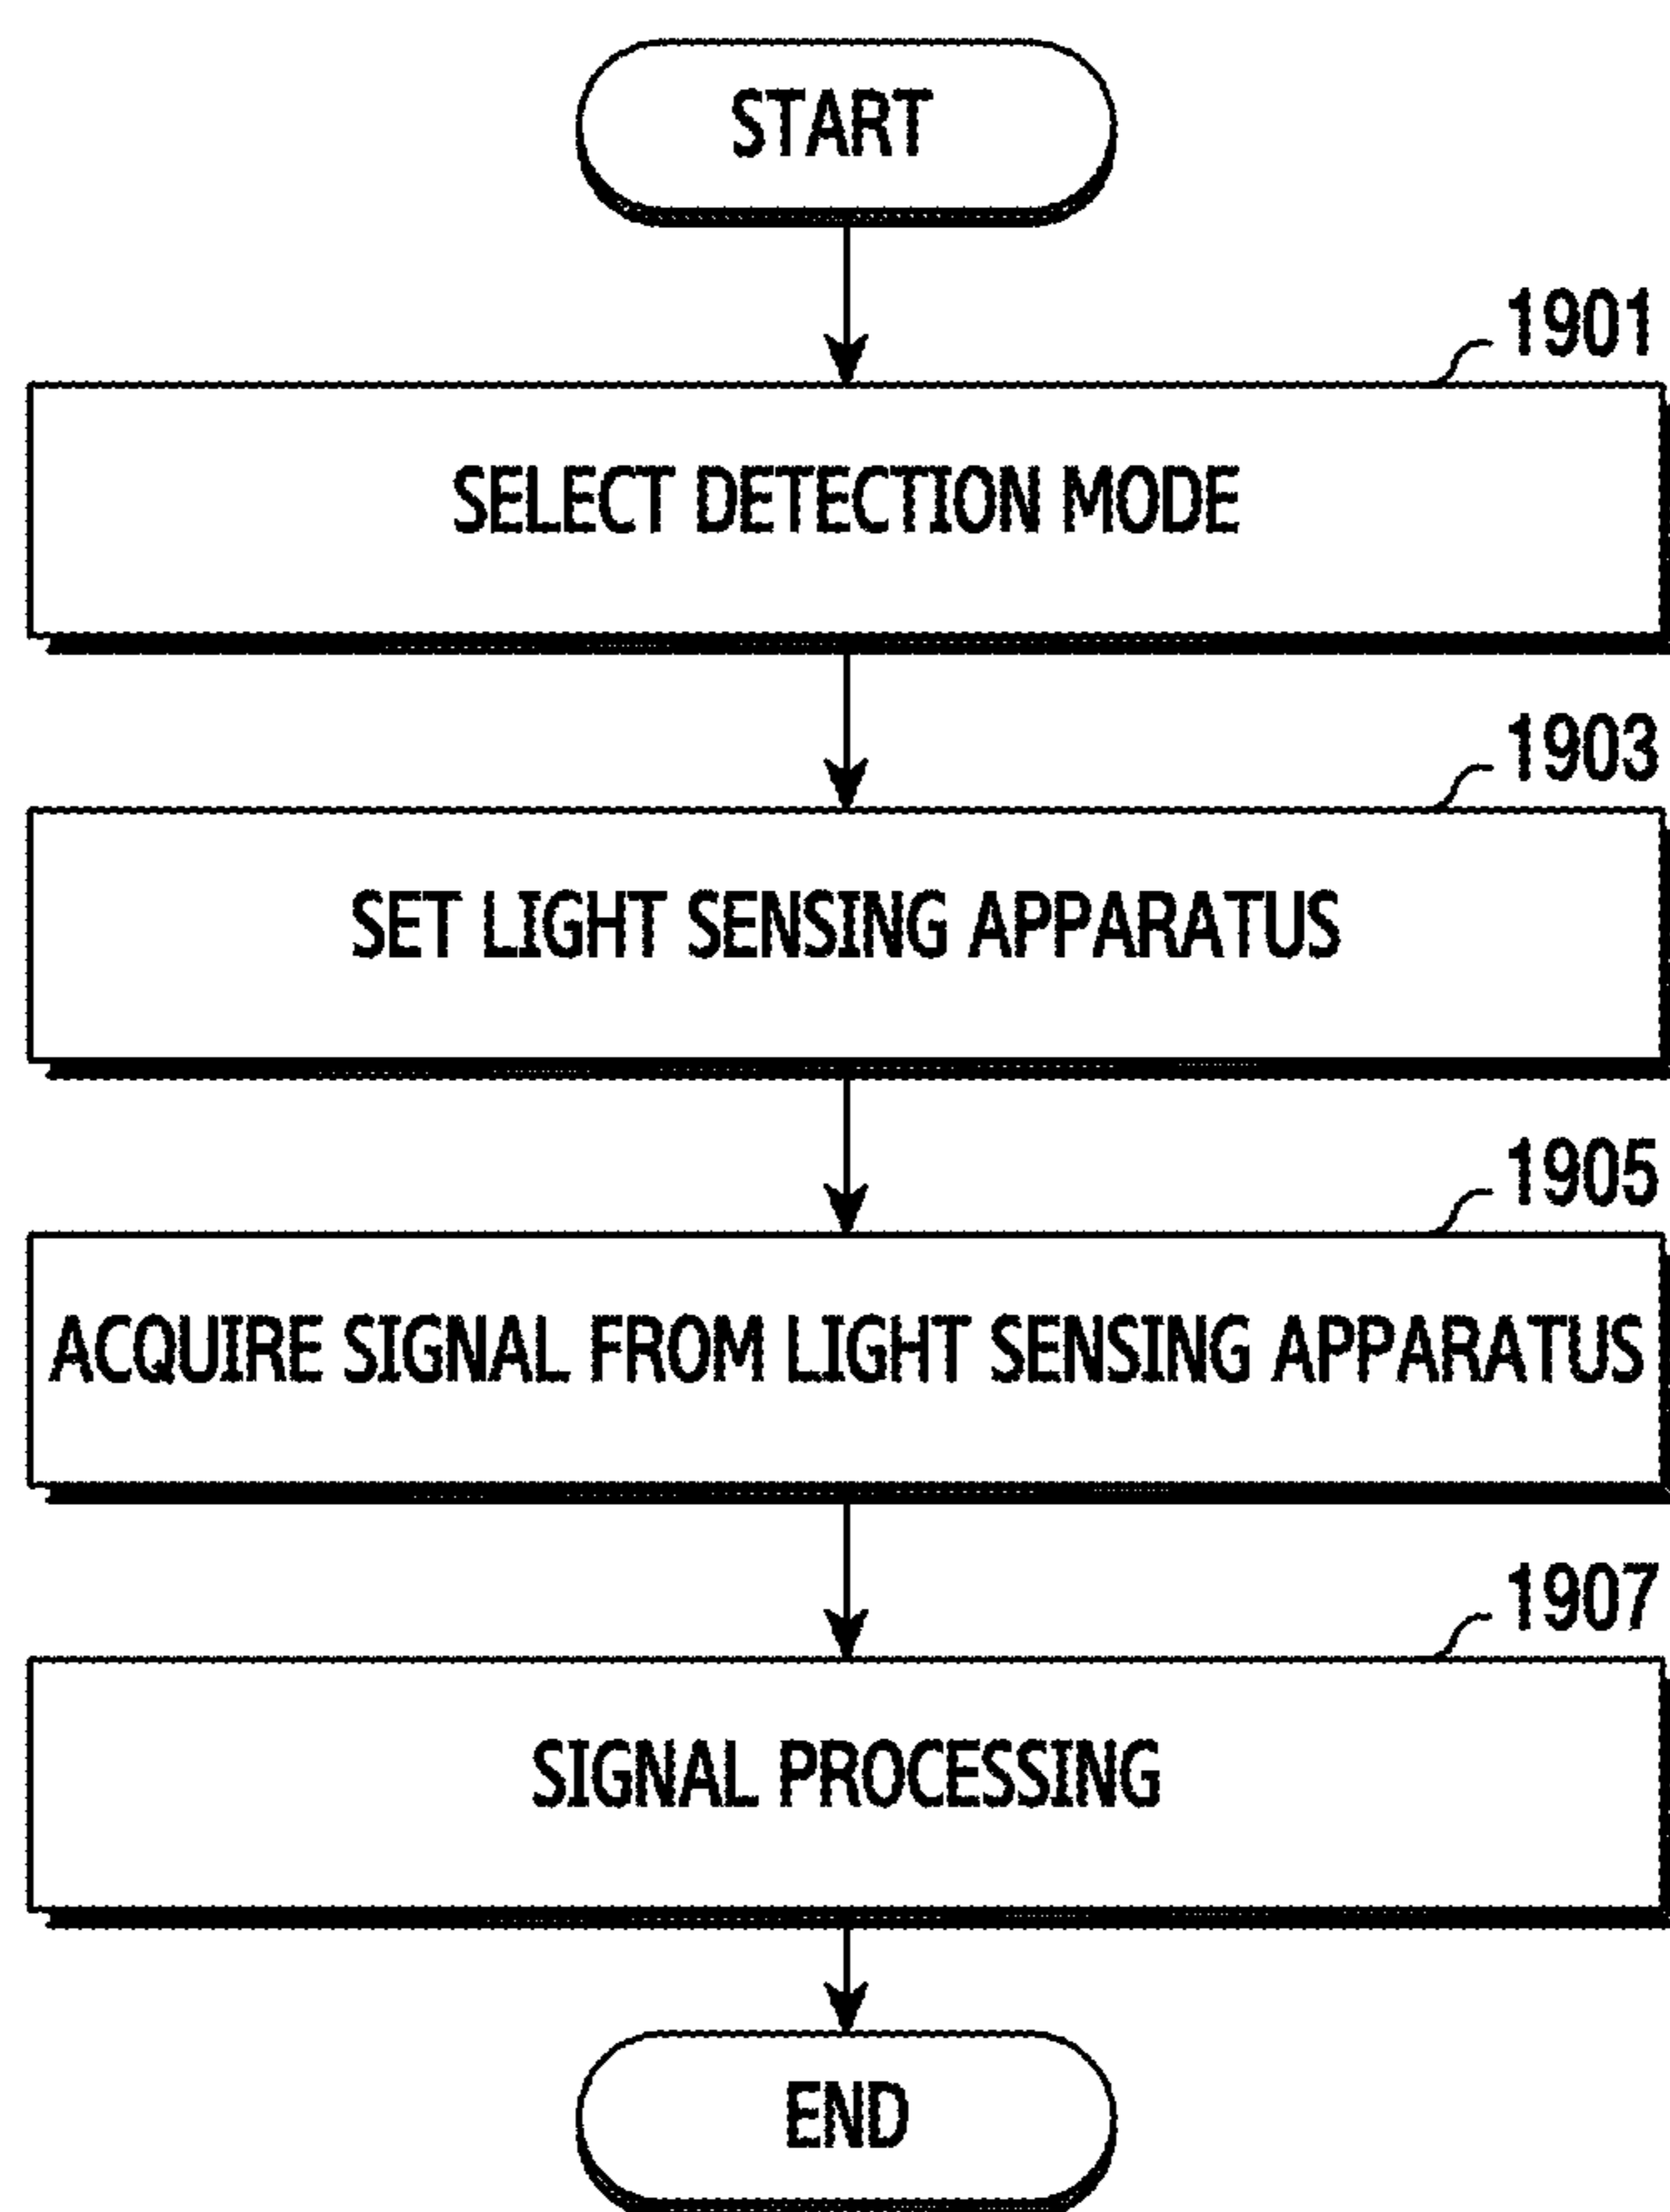 START
1901
SELECT DETECTION MODE
1903
SET LIGHT SENSING APPARATUS
1905
ACQUIRE SIGNAL FROM LIGHT SENSING APPARATUS
1907
SIGNAL PROCESSING
END